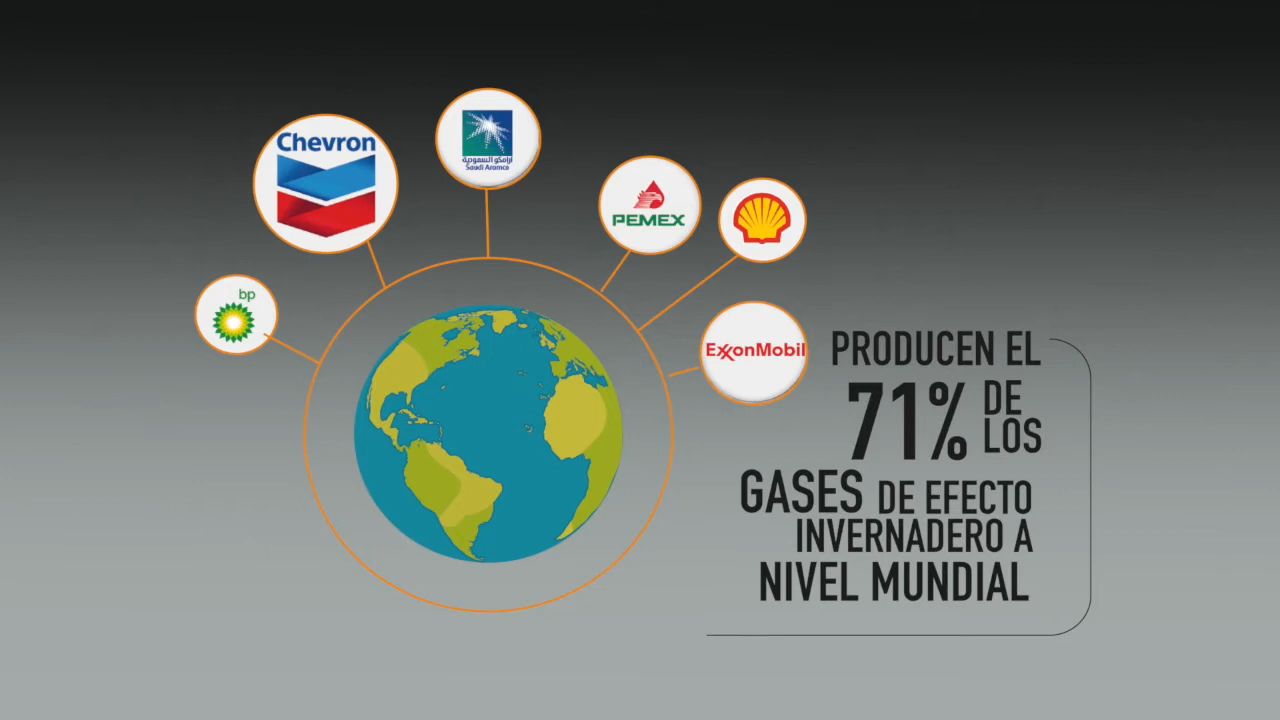 Chevron
أرامكو السعودية
Saudi Aramco
PEMEX
bp
ExxonMobil
PRODUCEN EL
71% DE
LOS
GASES DE EFECTO
INVERNADERO A
NIVEL MUNDIAL